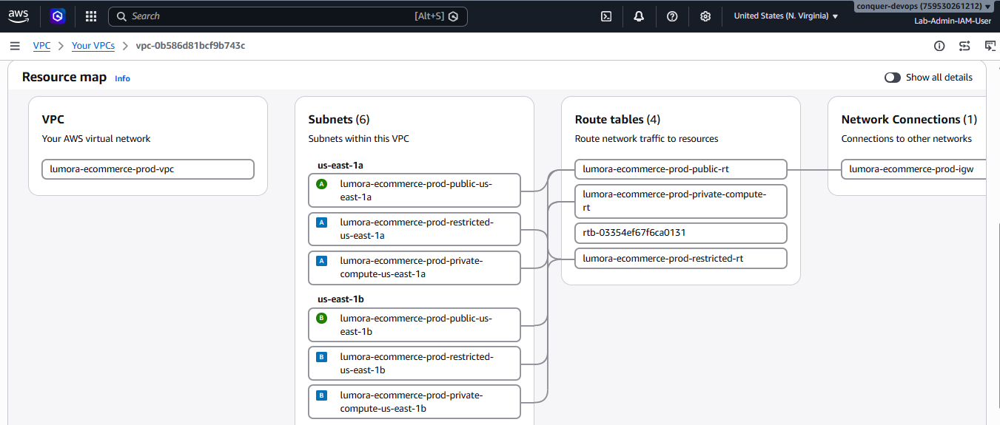 aws
Search [Alt+S]
United States (N. Virginia)
conquer-devops (759530261212)
Lab-Admin-IAM-User
VPC
Your VPCs
vpc-0b586d81bcf9b743c
Resource map Info
Show all details
VPC
Your AWS virtual network
lumora-ecommerce-prod-vpc
Subnets (6)
Subnets within this VPC
us-east-1a
A lumora-ecommerce-prod-public-us-
east-1a
A lumora-ecommerce-prod-restricted-
us-east-1a
A lumora-ecommerce-prod-private-
compute-us-east-1a
us-east-1b
B lumora-ecommerce-prod-public-us-
east-1b
B lumora-ecommerce-prod-restricted-
us-east-1b
B lumora-ecommerce-prod-private-
compute-us-east-1b
Route tables (4)
Route network traffic to resources
lumora-ecommerce-prod-public-rt
lumora-ecommerce-prod-private-compute-
rt
rtb-03354ef67f6ca0131
lumora-ecommerce-prod-restricted-rt
Network Connections (1)
Connections to other networks
lumora-ecommerce-prod-igw